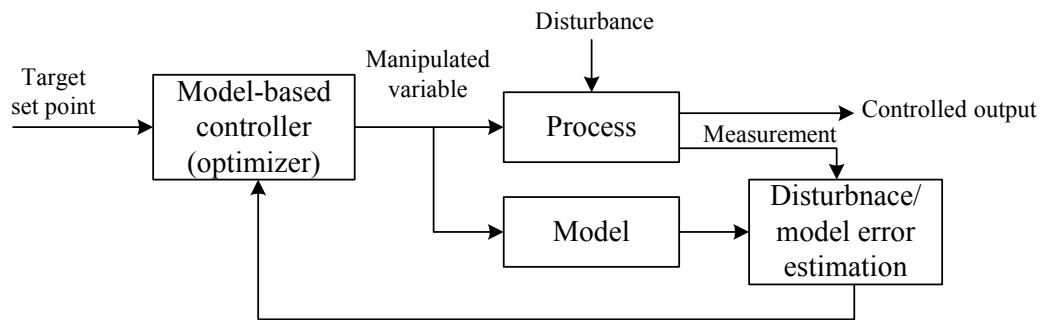 Disturbance
Target
set point
Model-based
controller
(optimizer)
Manipulated
variable
Process
Controlled output
Measurement
Model
Disturbnace/
model error
estimation